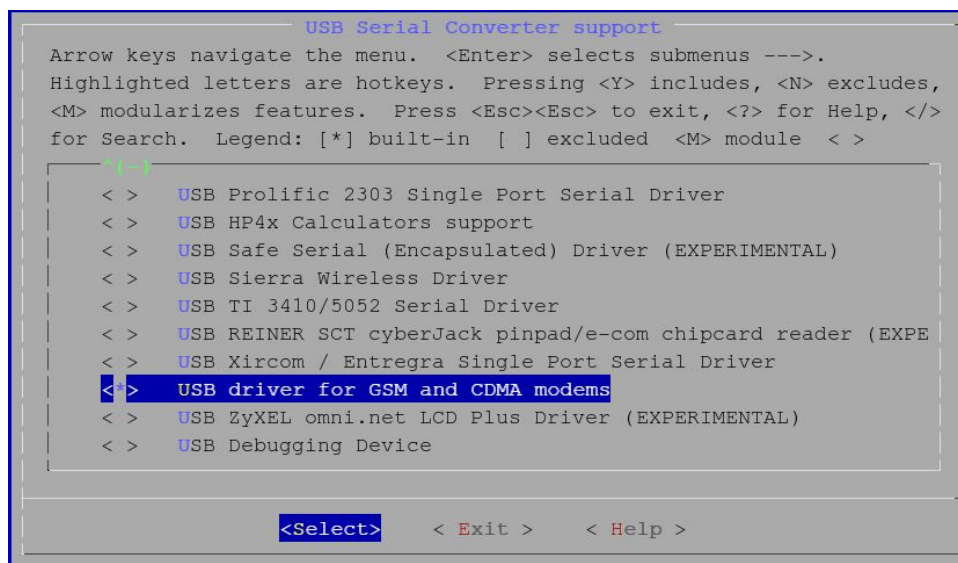 USB Serial Converter support
Arrow keys navigate the menu.  <Enter> selects submenus --->.
Highlighted letters are hotkeys.  Pressing <Y> includes, <N> excludes,
<M> modularizes features.  Press <Esc><Esc> to exit, <?> for Help, </>
for Search.  Legend: [*] built-in  [ ] excluded  <M> module  < >
^(-)
< >   USB Prolific 2303 Single Port Serial Driver
< >   USB HP4x Calculators support
< >   USB Safe Serial (Encapsulated) Driver (EXPERIMENTAL)
< >   USB Sierra Wireless Driver
< >   USB TI 3410/5052 Serial Driver
< >   USB REINER SCT cyberJack pinpad/e-com chipcard reader (EXPE
< >   USB Xircom / Entregra Single Port Serial Driver
<*>   USB driver for GSM and CDMA modems
< >   USB ZyXEL omni.net LCD Plus Driver (EXPERIMENTAL)
< >   USB Debugging Device
<Select>    < Exit >    < Help >